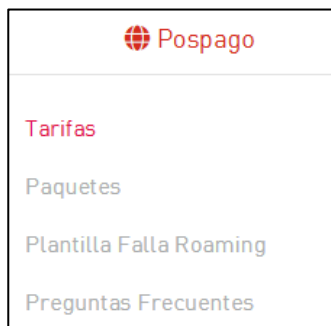 Pospago
Tarifas
Paquetes
Plantilla Falla Roaming
Preguntas Frecuentes